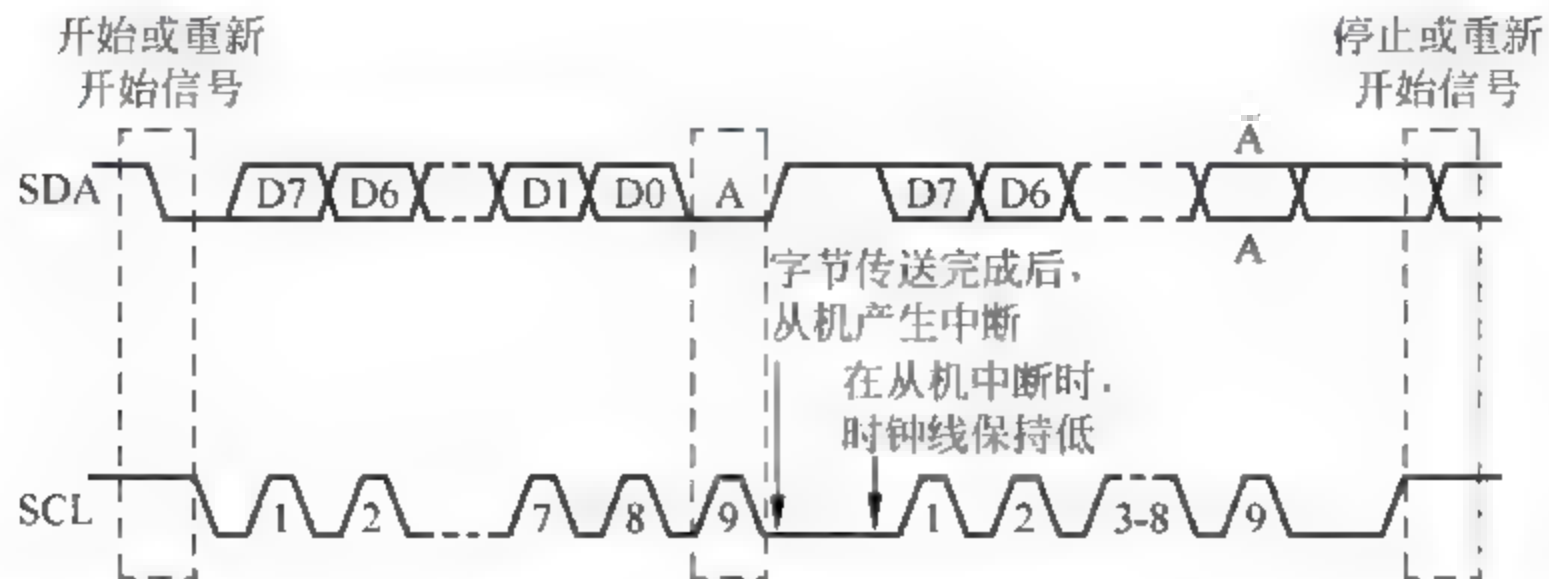 开始或重新
开始信号
停止或重新
开始信号
SDA
D7
D6
D1
D0
A
D7
D6
A
A
字节传送完成后,
从机产生中断
在从机中断时,
时钟线保持低
SCL
1
2
7
8
9
1
2
3-8
9